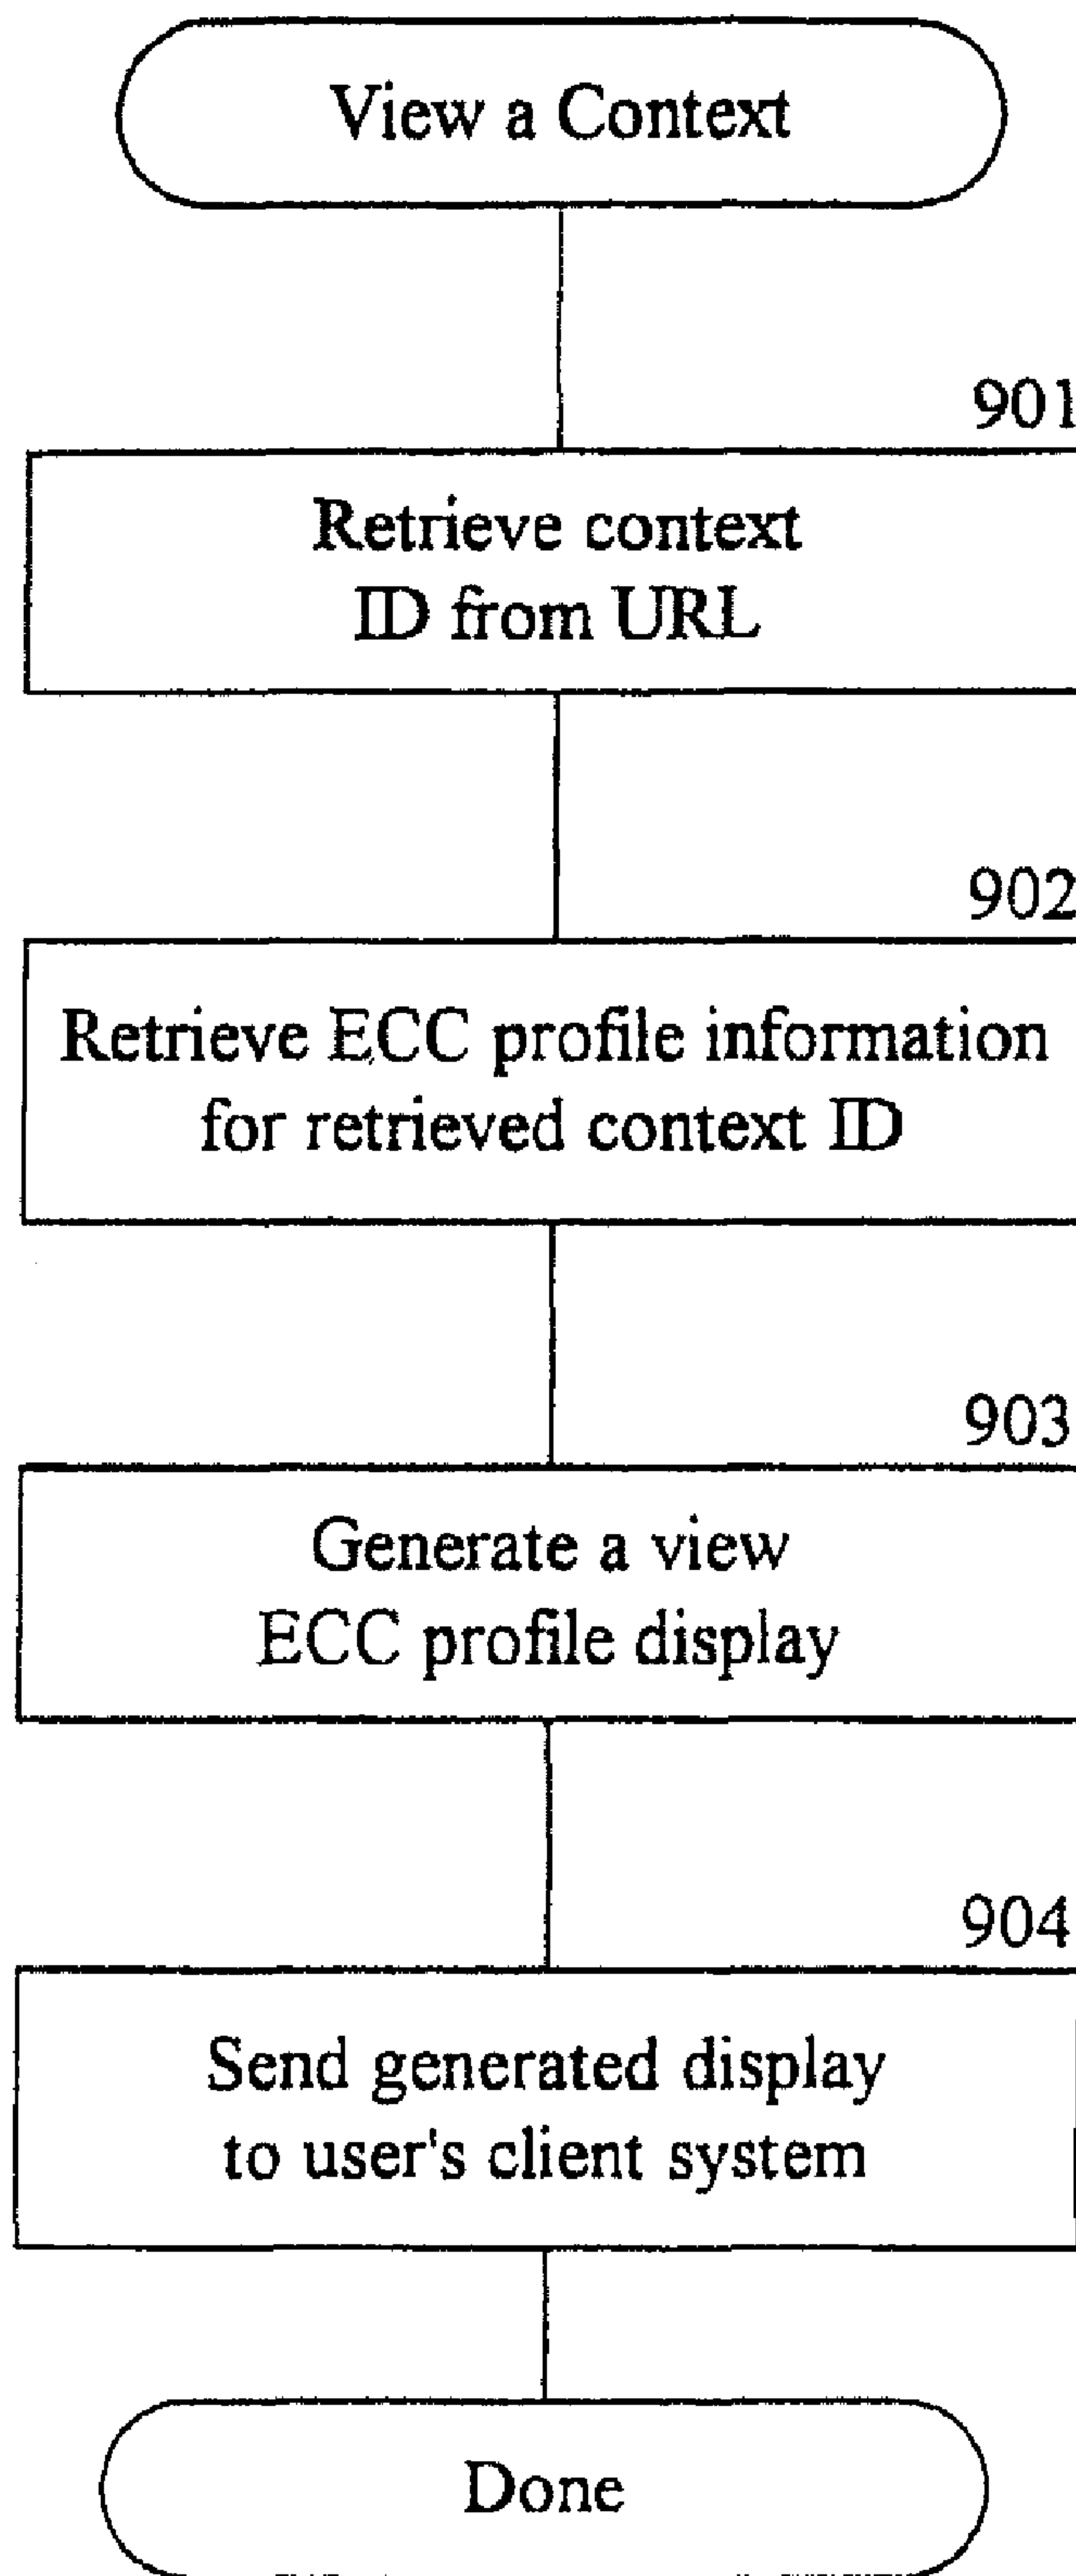 View a Context
901
Retrieve context
ID from URL
902
Retrieve ECC profile information
for retrieved context ID
903
Generate a view
ECC profile display
904
Send generated display
to user's client system
Done